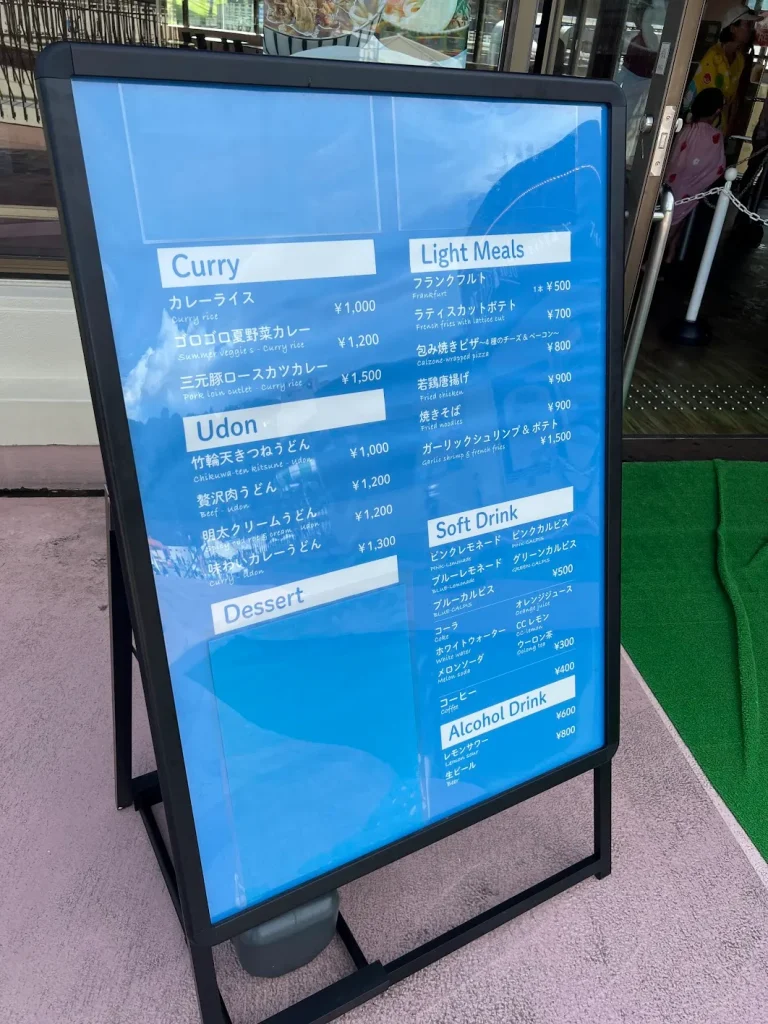 Curry
カレーライス
Curry rice
¥1,000
ゴロゴロ夏野菜カレー
Summer veggie's · Curry rice
¥1,200
三元豚ロースカツカレー
Pork loin cutlet · Curry rice
¥1,500
Udon
竹輪天きつねうどん
Chikuwa ten kitsune · udon
¥1,000
贅沢肉うどん
Beef · udon
¥1,200
明太クリームうどん
cream · udon
¥1,200
味わいカレーうどん
Curry · udon
¥1,300
Dessert
Light Meals
フランクフルト
Frankfurt
1本 ¥500
ラティスカットポテト
French fries with lattice cut
¥700
包み焼きピザ~4種のチーズ&ベーコン~
Calzone-wrapped pizza
¥800
若鶏唐揚げ
Fried chicken
¥900
焼きそば
Fried noodles
¥900
ガーリックシュリンプ&ポテト
Garlic shrimp & french fries
¥1,500
Soft Drink
ピンクレモネード ピンクカルピス
PINK-Lemonade PINK-CALPIS
ブルーレモネード グリーンカルピス
BLUE-Lemonade GREEN-CALPIS
ブルーカルピス ¥500
BLUE-CALPIS
コーラ オレンジジュース
Coke Orange juice
ホワイトウォーター CCレモン
White water CC Lemon
メロンソーダ ウーロン茶 ¥300
Melon soda Oolong tea
コーヒー ¥400
Coffee
Alcohol Drink
レモンサワー ¥600
Lemon sour
生ビール ¥800
Beer